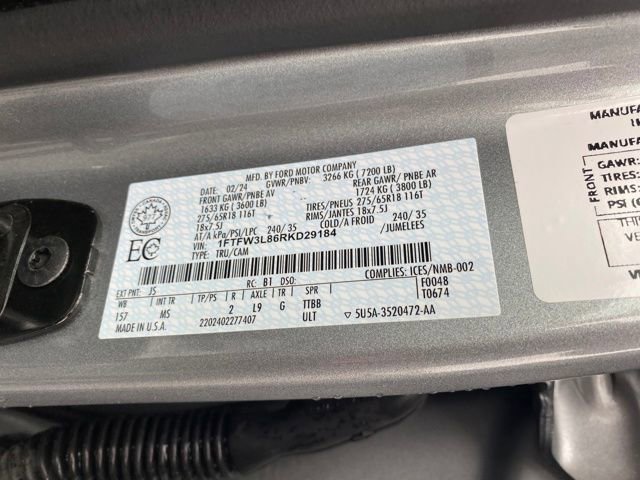 MFD. BY FORD MOTOR COMPANY
DATE: 02/24 GVWR/PNBV: 3266 KG ( 7200 LB)
FRONT GAWR/ PNBE AV REAR GAWR/ PNBE AR
1633 KG ( 3600 LB) 1724 KG ( 3800 LB)
275/65R18 116T TIRES/PNEUS 275/65R18 116T
18x7.5J RIMS/JANTES 18x7.5J
AT/A kPa/PSI/LPC 240/ 35 COLD/A FROID 240/ 35
1FTFW3L86RKD29184 /JUMELEES
TYPE: TRU/CAM
EC
EXT PNT: JS RC: B1 DSO: COMPLIES: ICES/NMB-002
WB INT TR TP/PS R AXLE TR SPR F0048
157 MS 2 L9 G TTBB T0674
MADE IN U.S.A. 2202402277407 ULT ▽ 5U5A-3520472-AA
MANUFA
MANUFA
FRONT
GAWR:
TIRES:
RIMS:
PSI (
THI
VE